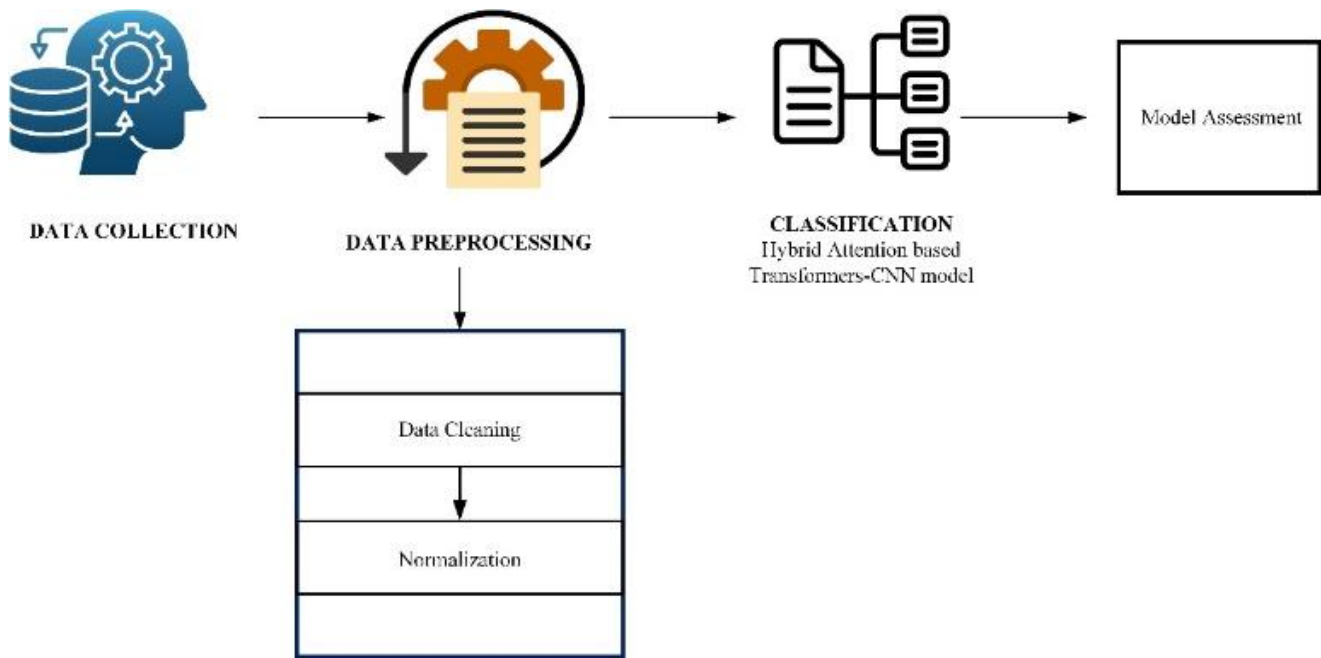 DATA COLLECTION
DATA PREPROCESSING
CLASSIFICATION
Hybrid Attention based
Transformers-CNN model
Model Assessment
Data Cleaning
Normalization